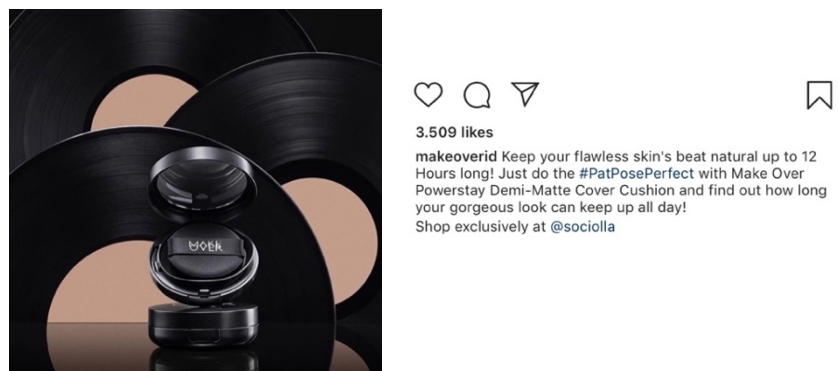 MAKE
OVER
3.509 likes
makeoverid Keep your flawless skin's beat natural up to 12
Hours long! Just do the #PatPosePerfect with Make Over
Powerstay Demi-Matte Cover Cushion and find out how long
your gorgeous look can keep up all day!
Shop exclusively at @sociolla